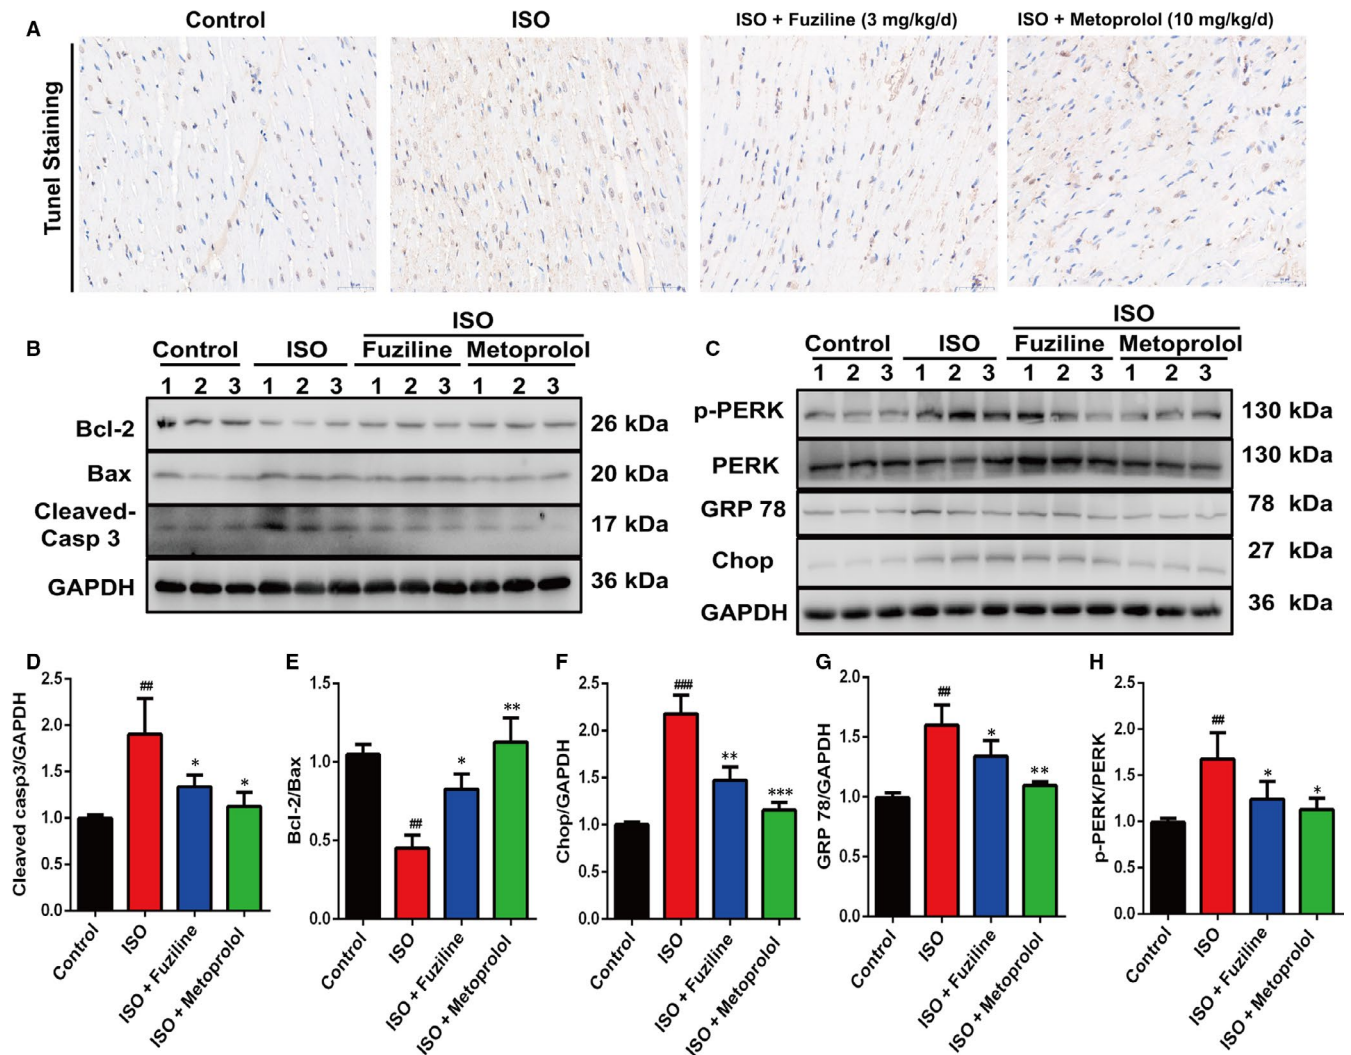 A
Control
ISO
ISO + Fuziline (3 mg/kg/d)
ISO + Metoprolol (10 mg/kg/d)
Tunel Staining
B
ISO
Control
ISO
Fuziline
Metoprolol
1 2 3 1 2 3 1 2 3 1 2 3
Bcl-2
26 kDa
Bax
20 kDa
Cleaved-
Casp 3
17 kDa
GAPDH
36 kDa
C
ISO
Control
ISO
Fuziline
Metoprolol
1 2 3 1 2 3 1 2 3 1 2 3
p-PERK
130 kDa
PERK
130 kDa
GRP 78
78 kDa
Chop
27 kDa
GAPDH
36 kDa
D
Cleaved casp3/GAPDH
2.5
2.0
1.5
1.0
0.5
0.0
##
*
*
Control
ISO
ISO + Fuziline
ISO + Metoprolol
E
Bcl-2/Bax
1.5
1.0
0.5
0.0
##
*
**
Control
ISO
ISO + Fuziline
ISO + Metoprolol
F
Chop/GAPDH
2.5
2.0
1.5
1.0
0.5
0.0
###
**
***
Control
ISO
ISO + Fuziline
ISO + Metoprolol
G
GRP 78/GAPDH
2.0
1.5
1.0
0.5
0.0
##
*
**
Control
ISO
ISO + Fuziline
ISO + Metoprolol
H
p-PERK/PERK
2.5
2.0
1.5
1.0
0.5
0.0
##
*
*
Control
ISO
ISO + Fuziline
ISO + Metoprolol